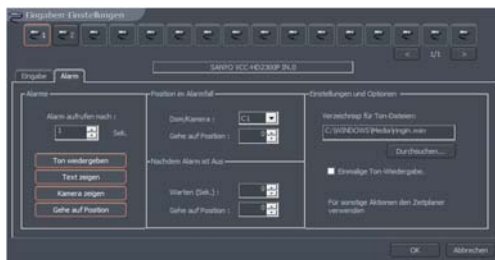 Eingaben-Einstellungen
1 2
< 1/1 >
SANYO VCC-HD2300P IN.0
Eingabe Alarm
Alarme
Alarm aufrufen nach :
1 Sek.
Ton wiedergeben
Text zeigen
Kamera zeigen
Gehe auf Position
Position im Alarmfall
Dom/Kamera : C1
Gehe auf Position : 0
Nachdem Alarm ist Aus
Warten (Sek.) : 0
Gehe auf Position : 0
Einstellungen und Optionen
Verzeichnisp für Ton-Dateien:
C:\WINDOWS\Media\ringin.wav
Durchsuchen...
Einmalige Ton-Wiedergabe.
Für sonstige Aktionen den Zeitplaner
verwenden
OK Abbrechen